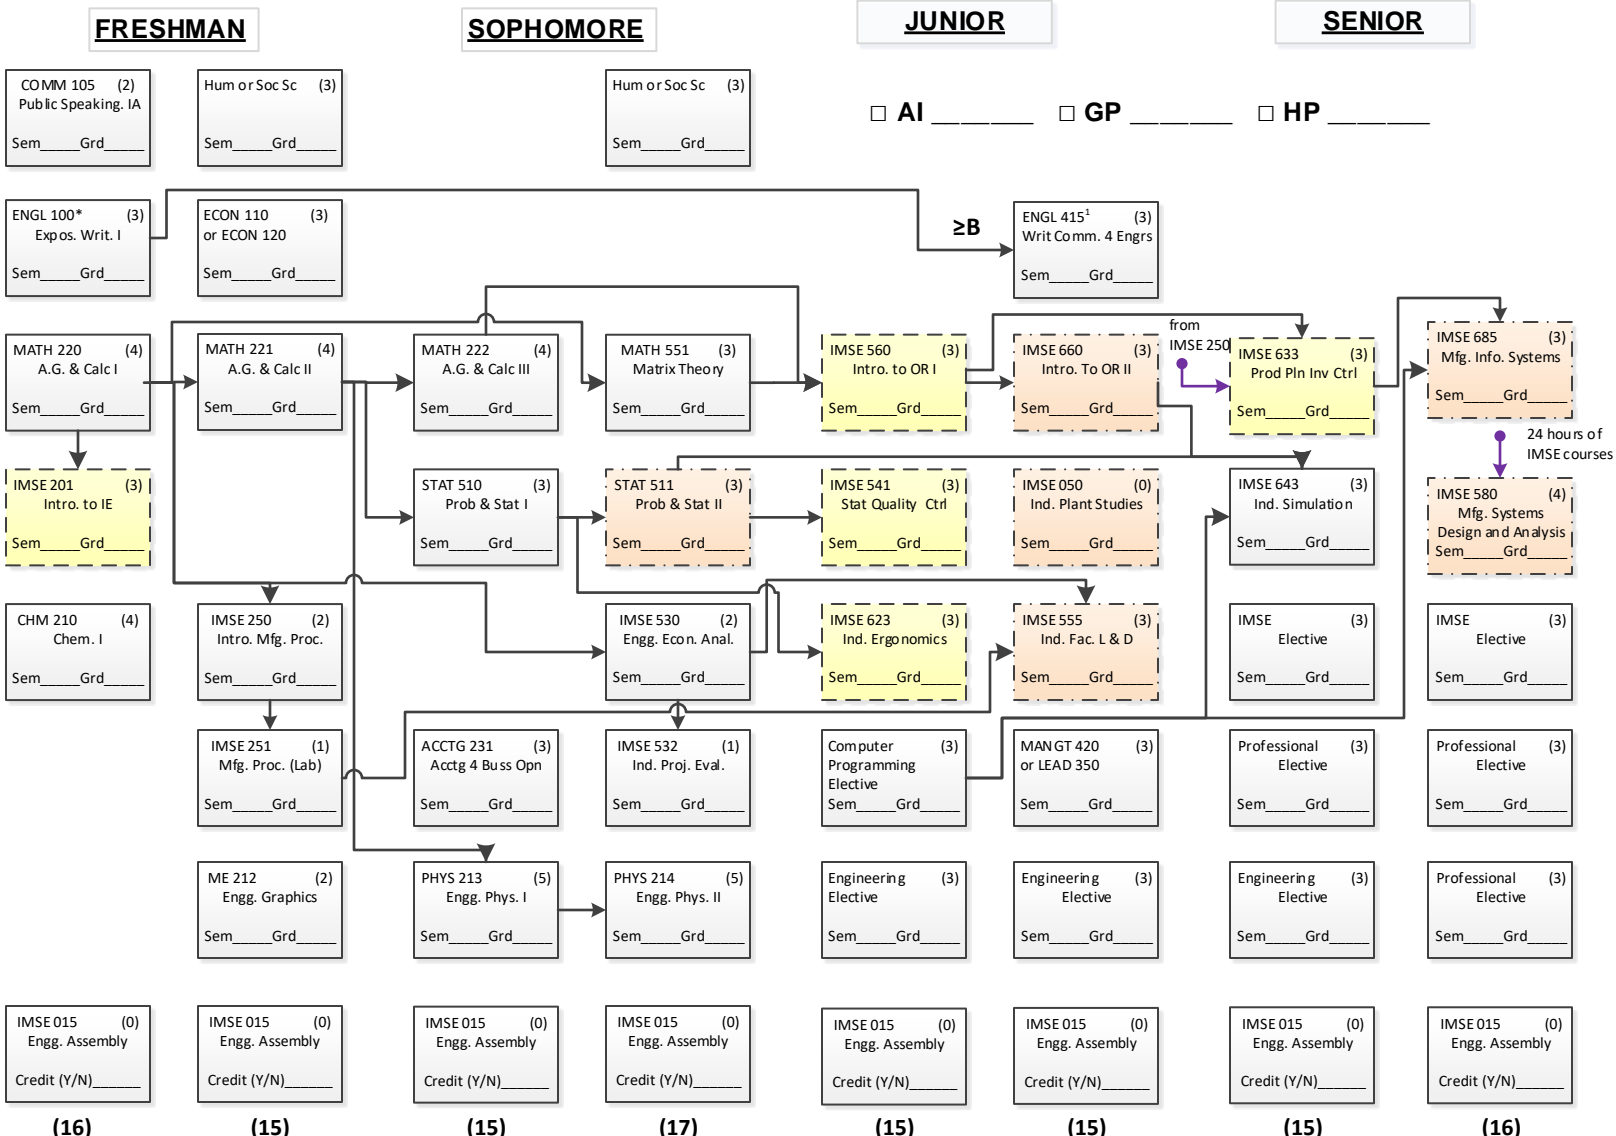 FRESHMAN
SOPHOMORE
JUNIOR
SENIOR
□ AI _______ □ GP _______ □ HP _______
COMM 105 (2)
Public Speaking. IA
Sem_____Grd_____
Hum or Soc Sc (3)
Sem_____Grd_____
Hum or Soc Sc (3)
Sem_____Grd_____
ENGL 100* (3)
Expos. Writ. I
Sem_____Grd_____
ECON 110 (3)
or ECON 120
Sem_____Grd_____
≥B
ENGL 415¹ (3)
Writ Comm. 4 Engrs
Sem_____Grd_____
MATH 220 (4)
A.G. & Calc I
Sem_____Grd_____
MATH 221 (4)
A.G. & Calc II
Sem_____Grd_____
MATH 222 (4)
A.G. & Calc III
Sem_____Grd_____
MATH 551 (3)
Matrix Theory
Sem_____Grd_____
IMSE 560 (3)
Intro. to OR I
Sem_____Grd_____
IMSE 660 (3)
Intro. To OR II
Sem_____Grd_____
from
IMSE 250
IMSE 633 (3)
Prod Pln Inv Ctrl
Sem_____Grd_____
IMSE 685 (3)
Mfg. Info. Systems
Sem_____Grd_____
24 hours of
IMSE courses
IMSE 201 (3)
Intro. to IE
Sem_____Grd_____
STAT 510 (3)
Prob & Stat I
Sem_____Grd_____
STAT 511 (3)
Prob & Stat II
Sem_____Grd_____
IMSE 541 (3)
Stat Quality Ctrl
Sem_____Grd_____
IMSE 050 (0)
Ind. Plant Studies
Sem_____Grd_____
IMSE 643 (3)
Ind. Simulation
Sem_____Grd_____
IMSE 580 (4)
Mfg. Systems
Design and Analysis
Sem_____Grd_____
CHM 210 (4)
Chem. I
Sem_____Grd_____
IMSE 250 (2)
Intro. Mfg. Proc.
Sem_____Grd_____
IMSE 530 (2)
Engg. Econ. Anal.
Sem_____Grd_____
IMSE 623 (3)
Ind. Ergonomics
Sem_____Grd_____
IMSE 555 (3)
Ind. Fac. L & D
Sem_____Grd_____
IMSE (3)
Elective
Sem_____Grd_____
IMSE (3)
Elective
Sem_____Grd_____
IMSE 251 (1)
Mfg. Proc. (Lab)
Sem_____Grd_____
ACCTG 231 (3)
Acctg 4 Buss Opn
Sem_____Grd_____
IMSE 532 (1)
Ind. Proj. Eval.
Sem_____Grd_____
Computer (3)
Programming
Elective
Sem_____Grd_____
MANGT 420 (3)
or LEAD 350
Sem_____Grd_____
Professional (3)
Elective
Sem_____Grd_____
Professional (3)
Elective
Sem_____Grd_____
ME 212 (2)
Engg. Graphics
Sem_____Grd_____
PHYS 213 (5)
Engg. Phys. I
Sem_____Grd_____
PHYS 214 (5)
Engg. Phys. II
Sem_____Grd_____
Engineering (3)
Elective
Sem_____Grd_____
Engineering (3)
Elective
Sem_____Grd_____
Engineering (3)
Elective
Sem_____Grd_____
Professional (3)
Elective
Sem_____Grd_____
IMSE 015 (0)
Engg. Assembly
Credit (Y/N)______
IMSE 015 (0)
Engg. Assembly
Credit (Y/N)______
IMSE 015 (0)
Engg. Assembly
Credit (Y/N)______
IMSE 015 (0)
Engg. Assembly
Credit (Y/N)______
IMSE 015 (0)
Engg. Assembly
Credit (Y/N)______
IMSE 015 (0)
Engg. Assembly
Credit (Y/N)______
IMSE 015 (0)
Engg. Assembly
Credit (Y/N)______
IMSE 015 (0)
Engg. Assembly
Credit (Y/N)______
(16) (15) (15) (17) (15) (15) (15) (16)